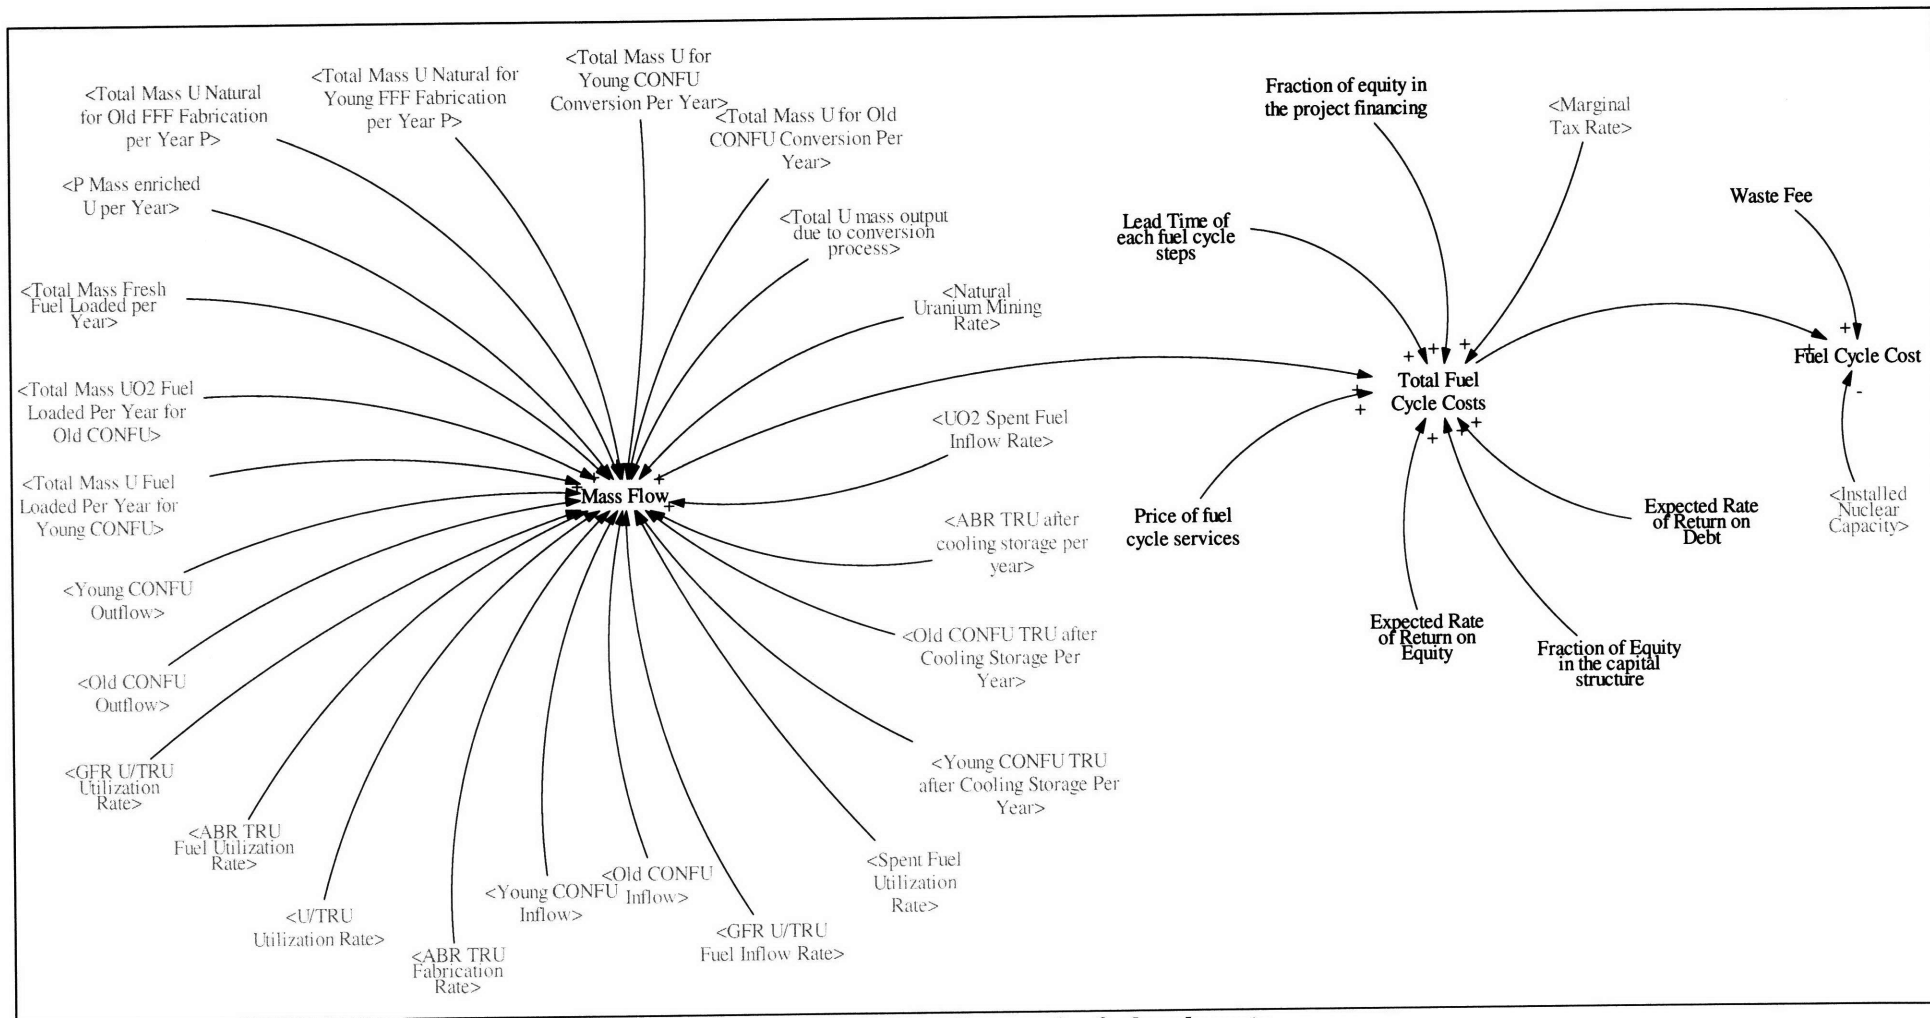 <Total Mass U Natural
for Old FFF Fabrication
per Year P>
<Total Mass U Natural for
Young FFF Fabrication
per Year P>
<Total Mass U for
Young CONFU
Conversion Per Year>
<Total Mass U for Old
CONFU Conversion Per
Year>
<P Mass enriched
U per Year>
<Total U mass output
due to conversion
process>
<Total Mass Fresh
Fuel Loaded per
Year>
<Natural
Uranium Mining
Rate>
<Total Mass UO2 Fuel
Loaded Per Year for
Old CONFU>
<UO2 Spent Fuel
Inflow Rate>
<Total Mass U Fuel
Loaded Per Year for
Young CONFU>
Mass Flow
<ABR TRU after
cooling storage per
year>
<Young CONFU
Outflow>
<Old CONFU TRU after
Cooling Storage Per
Year>
<Old CONFU
Outflow>
<GFR U/TRU
Utilization
Rate>
<Young CONFU TRU
after Cooling Storage Per
Year>
<ABR TRU
Fuel Utilization
Rate>
<Spent Fuel
Utilization
Rate>
<U/TRU
Utilization Rate>
<ABR TRU
Fabrication
Rate>
<Young CONFU
Inflow>
<Old CONFU
Inflow>
<GFR U/TRU
Fuel Inflow Rate>
Fraction of equity in
the project financing
<Marginal
Tax Rate>
Lead Time of
each fuel cycle
steps
Waste Fee
+ + +
+
+
Fuel Cycle Cost
-
Total Fuel
Cycle Costs
+
+
+ + +
+ + + +
Price of fuel
cycle services
Expected Rate
of Return on
Debt
<Installed
Nuclear
Capacity>
Expected Rate
of Return on
Equity
Fraction of Equity
in the capital
structure